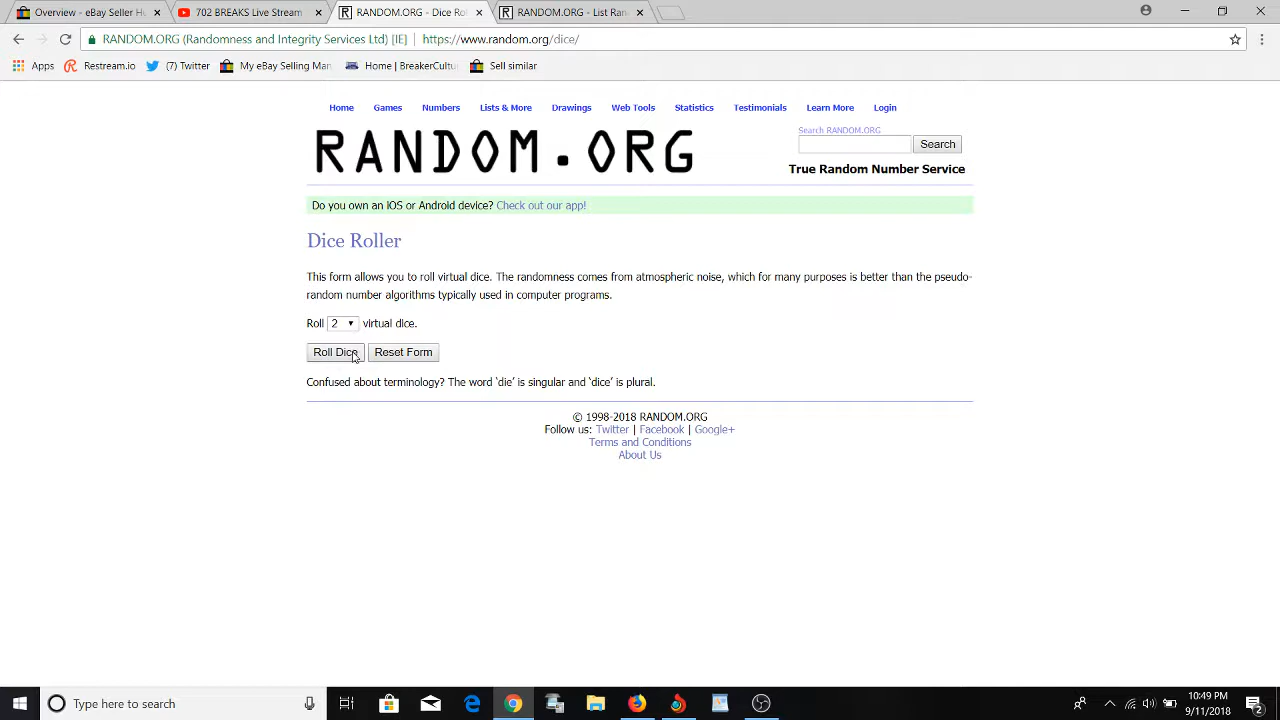 Overview - eBay Seller Hu
702 BREAKS Live Stream
RANDOM.ORG - Dice Rol
RANDOM.ORG - List Ran
RANDOM.ORG (Randomness and Integrity Services Ltd) [IE]
https://www.random.org/dice/
Apps
Restream.io
(7) Twitter
My eBay Selling Man
Home | BreakerCultu
Sell similar
Home
Games
Numbers
Lists & More
Drawings
Web Tools
Statistics
Testimonials
Learn More
Login
RANDOM.ORG
Search RANDOM.ORG
Search
True Random Number Service
Do you own an iOS or Android device? Check out our app!
Dice Roller
This form allows you to roll virtual dice. The randomness comes from atmospheric noise, which for many purposes is better than the pseudo-
random number algorithms typically used in computer programs.
Roll 2 virtual dice.
Roll Dice
Reset Form
Confused about terminology? The word ‘die’ is singular and ‘dice’ is plural.
© 1998-2018 RANDOM.ORG
Follow us: Twitter | Facebook | Google+
Terms and Conditions
About Us
Type here to search
10:49 PM
9/11/2018
2